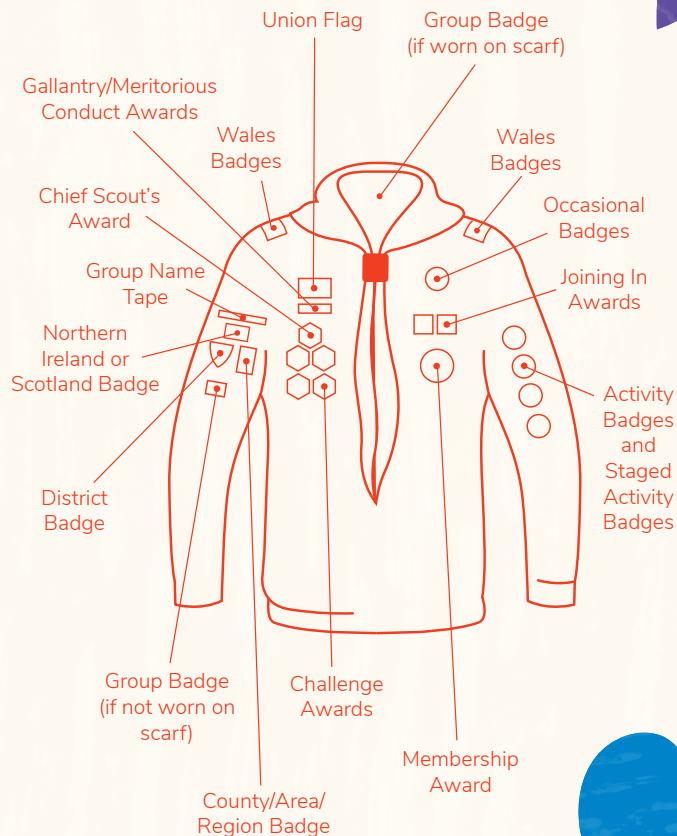 Union Flag
Group Badge
(if worn on scarf)
Gallantry/Meritorious
Conduct Awards
Wales
Badges
Wales
Badges
Chief Scout's
Award
Occasional
Badges
Group Name
Tape
Joining In
Awards
Northern
Ireland or
Scotland Badge
Activity
Badges
and
Staged
Activity
Badges
District
Badge
Group Badge
(if not worn on
scarf)
Challenge
Awards
Membership
Award
County/Area/
Region Badge